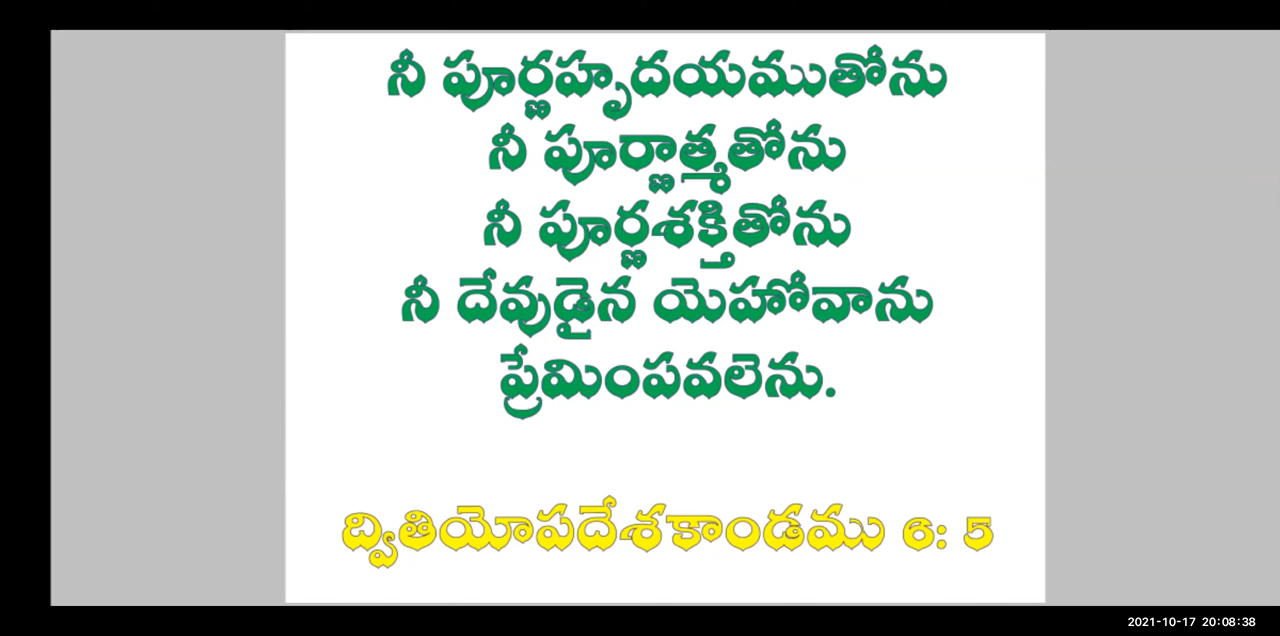 నీ పూర్ణహృదయముతోను
నీ పూర్ణాత్మతోను
నీ పూర్ణశక్తితోను
నీ దేవుడైన యెహోవాను
ప్రేమింపవలెను.
ద్వితియోపదేశకాండము 6: 5
2021-10-17 20:08:38